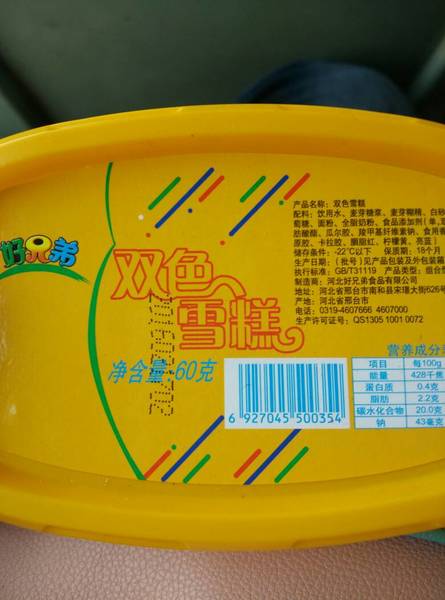 好兄弟
双色
雪糕
净含量:60克
产品名称：双色雪糕
配料：饮用水、麦芽糖浆、麦芽糊精、白砂
萄糖、面粉、全脂奶粉、食品添加剂(单,双
肪酸酯、瓜尔胶、羧甲基纤维素钠、食用香
原胶、卡拉胶、胭脂红、柠檬黄、亮蓝）
储存条件：-22℃以下 保质期：18个月
生产日期：（批号）见产品包装及外包装箱
执行标准：GB/T31119 产品类型：组合型
制造商：河北好兄弟食品有限公司
地址：河北省邢台市南和县宋璟大街626号
产地：河北省邢台市
电话：0319-4607666 4607000
生产许可证号：QS1305 1001 0072
6 927045 500354
营养成分表
项目 每100g
能量 428千焦
蛋白质 0.4克
脂肪 2.2克
碳水化合物 20.0克
钠 43毫克